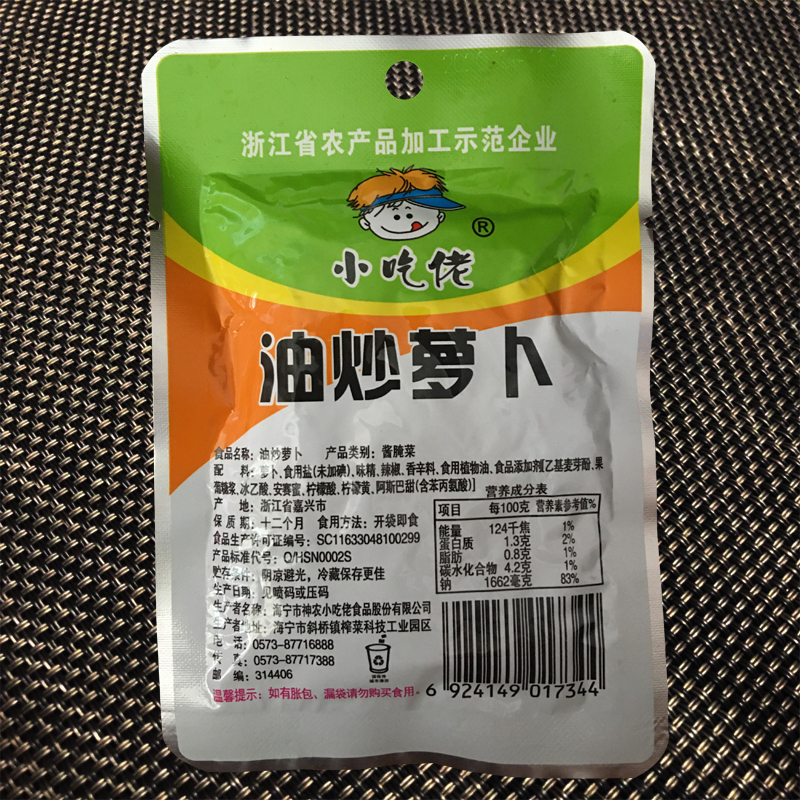 浙江省农产品加工示范企业
®
小吃佬
油炒萝卜
食品名称: 油炒萝卜 产品类别: 酱腌菜
配 料: 萝卜、食用盐(未加碘)、味精、辣椒、香辛料、食用植物油、食品添加剂[乙基麦芽酚、果
葡糖浆、冰乙酸、安赛蜜、柠檬酸、柠檬黄、阿斯巴甜(含苯丙氨酸)]
产 地: 浙江省嘉兴市
保 质 期: 十二个月 食用方法: 开袋即食
食品生产许可证编号: SC11633048100299
产品标准代号: Q/HSN0002S
贮存条件: 阴凉避光,冷藏保存更佳
生产日期: 见喷码或压码
生产者名称: 海宁市神农小吃佬食品股份有限公司
生产者地址: 海宁市斜桥镇榨菜科技工业园区
电 话: 0573-87716888
传 真: 0573-87717388
邮 编: 314406
温馨提示: 如有胀包、漏袋请勿购买食用。
营养成分表
项目 每100克 营养素参考值%
能量 124千焦 1%
蛋白质 1.3克 2%
脂肪 0.8克 1%
碳水化合物 4.2克 1%
钠 1662毫克 83%
6 924149 017344